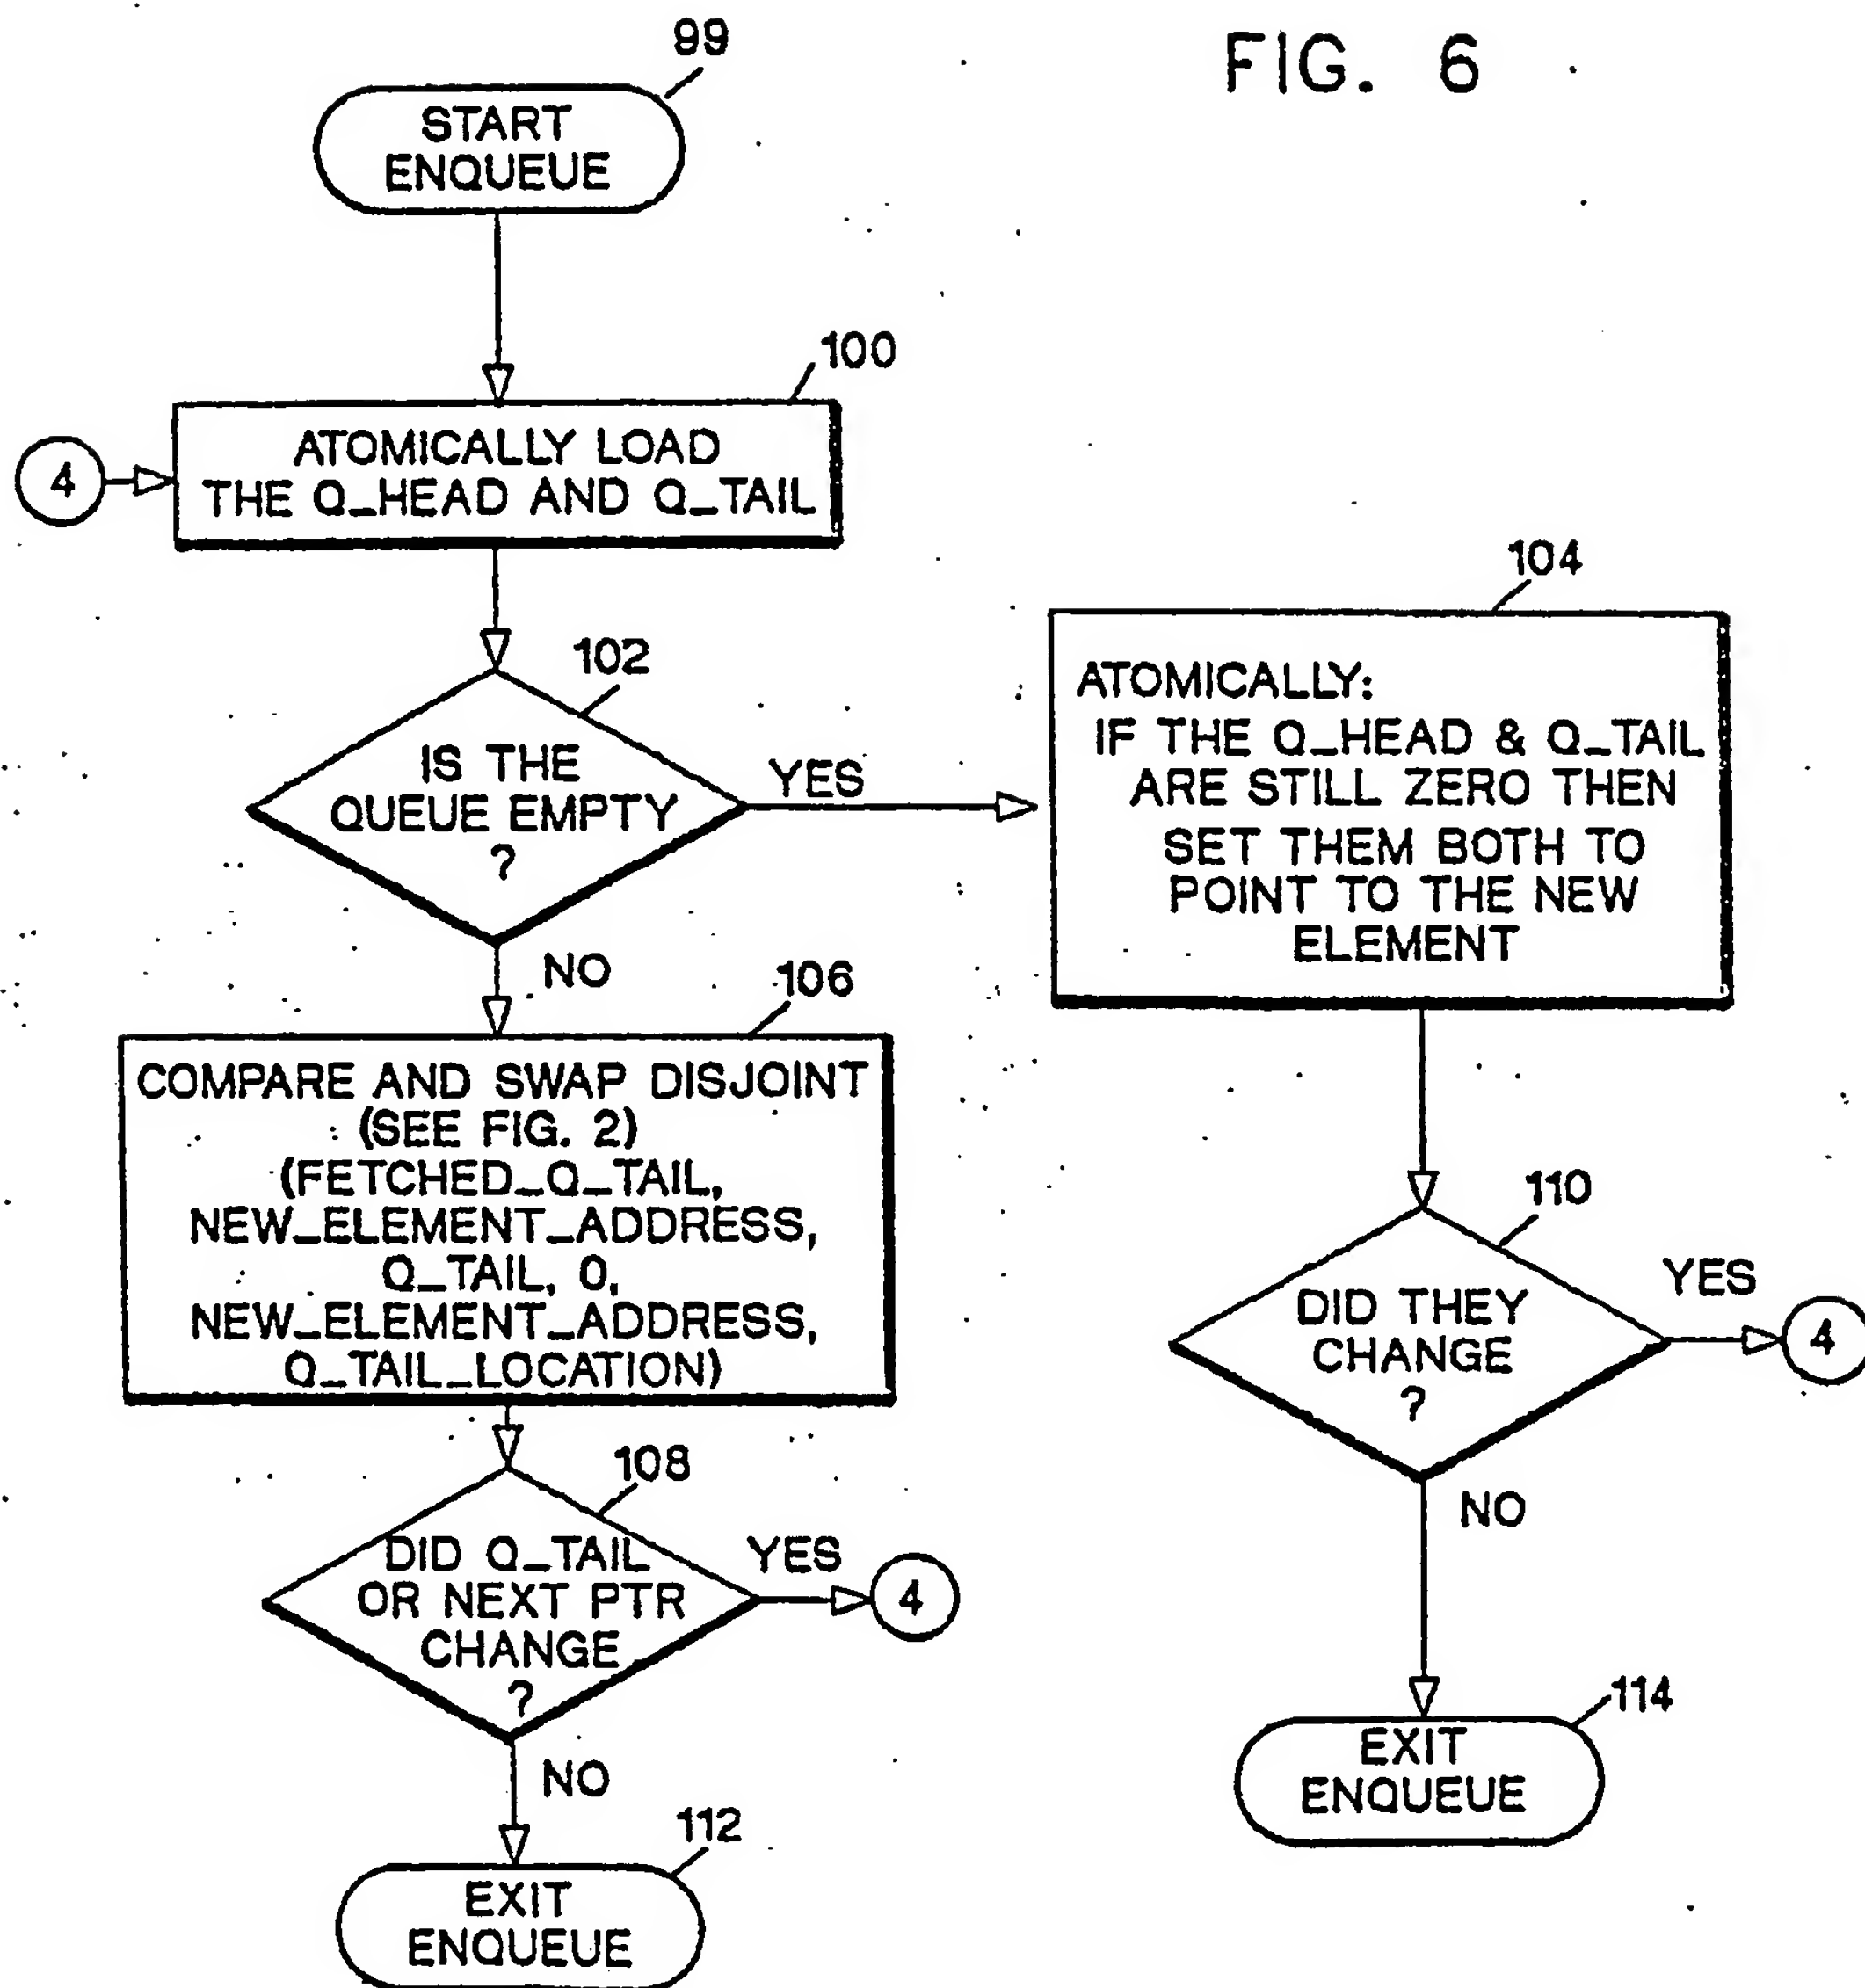 FIG. 6
99
START
ENQUEUE
100
4
ATOMICALLY LOAD
THE Q_HEAD AND Q_TAIL
102
IS THE
QUEUE EMPTY
?
YES
NO
104
ATOMICALLY:
IF THE Q_HEAD & Q_TAIL
ARE STILL ZERO THEN
SET THEM BOTH TO
POINT TO THE NEW
ELEMENT
106
COMPARE AND SWAP DISJOINT
(SEE FIG. 2)
(FETCHED_Q_TAIL,
NEW_ELEMENT_ADDRESS,
Q_TAIL, 0,
NEW_ELEMENT_ADDRESS,
Q_TAIL_LOCATION)
110
DID THEY
CHANGE
?
YES
4
NO
108
DID Q_TAIL
OR NEXT PTR
CHANGE
?
YES
4
NO
114
EXIT
ENQUEUE
112
EXIT
ENQUEUE